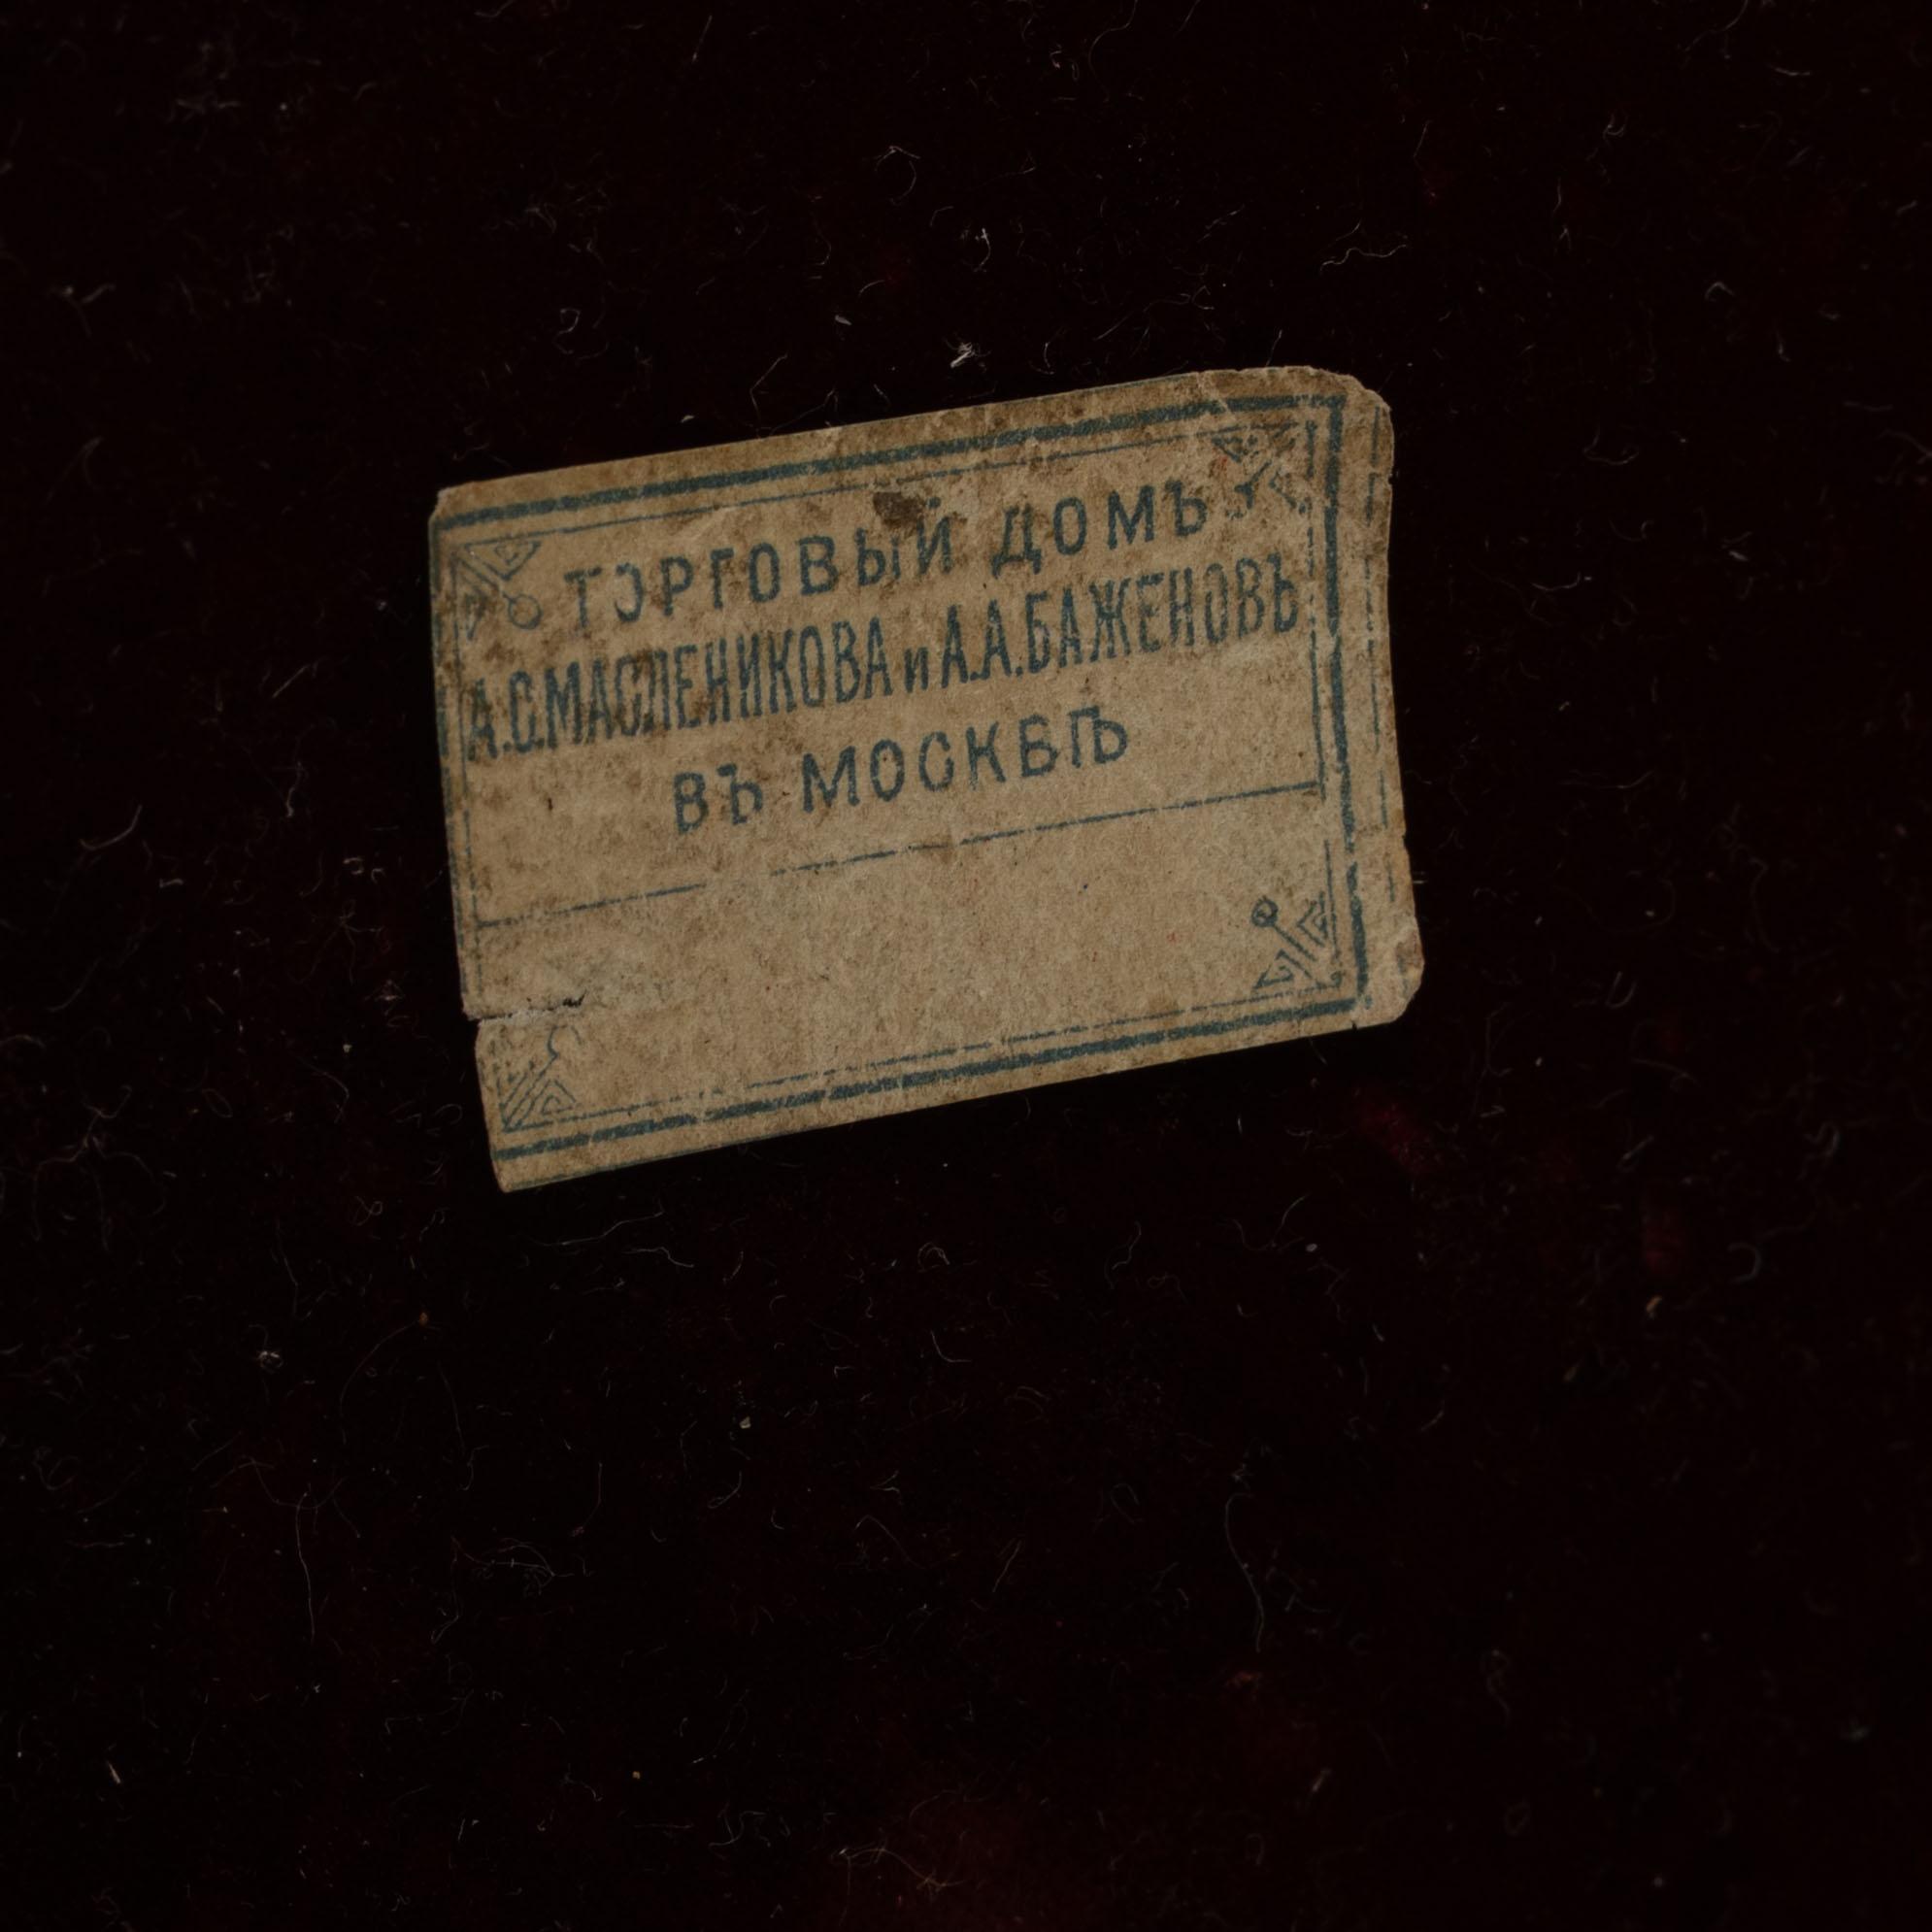 ТОРГОВЫЙ ДОМЪ
А.С.МАСЛЕНИКОВА и А.А.БАЖЕНОВЪ
ВЪ МОСКВѢ